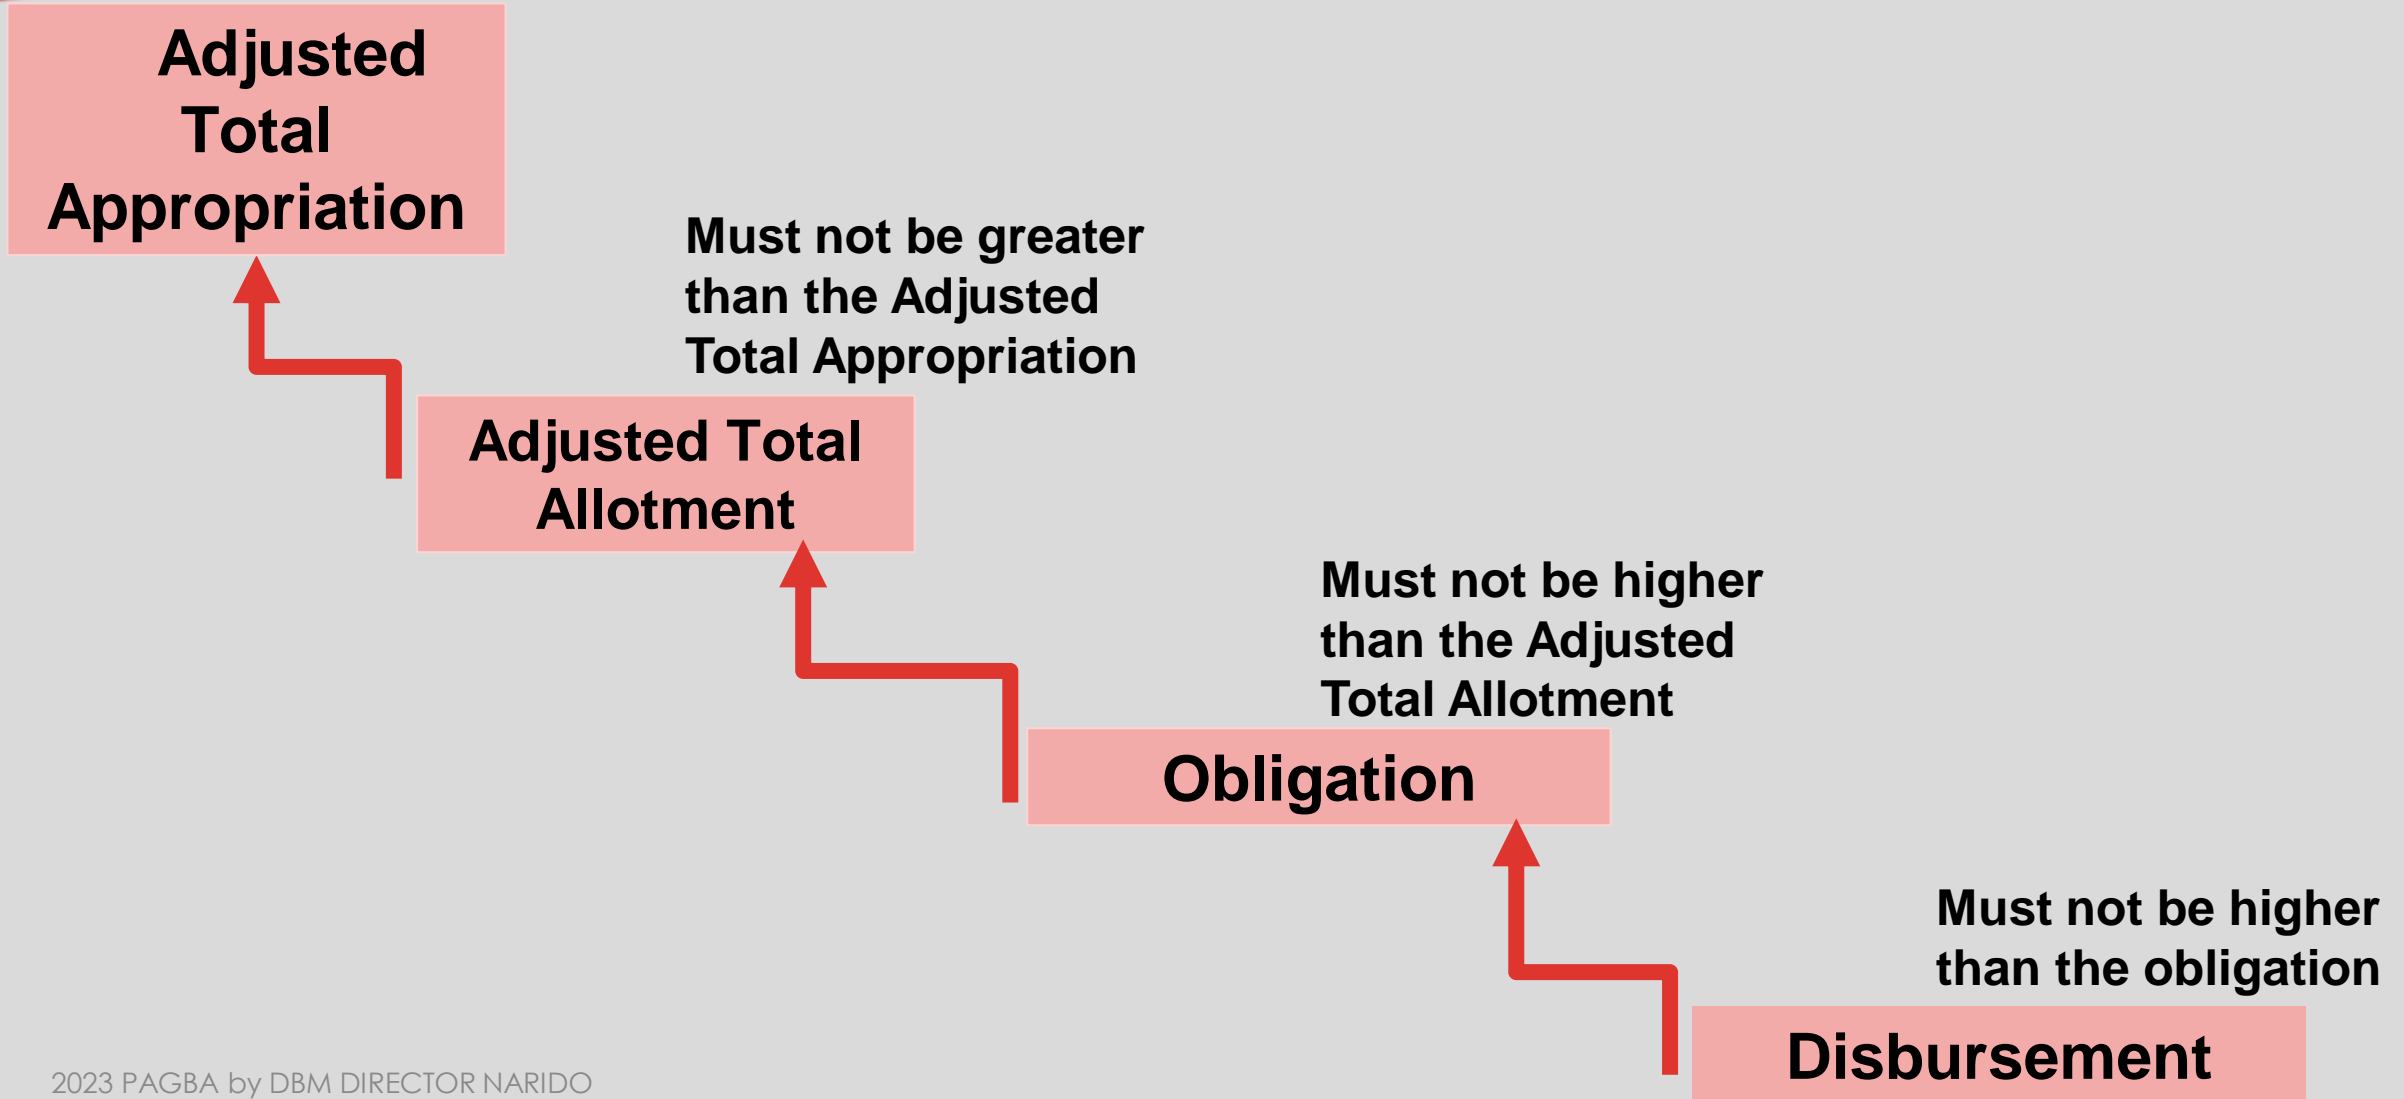 Adjusted
Total
Appropriation
Must not be greater
than the Adjusted
Total Appropriation
Adjusted Total
Allotment
Must not be higher
than the Adjusted
Total Allotment
Obligation
Must not be higher
than the obligation
Disbursement
2023 PAGBA by DBM DIRECTOR NARIDO